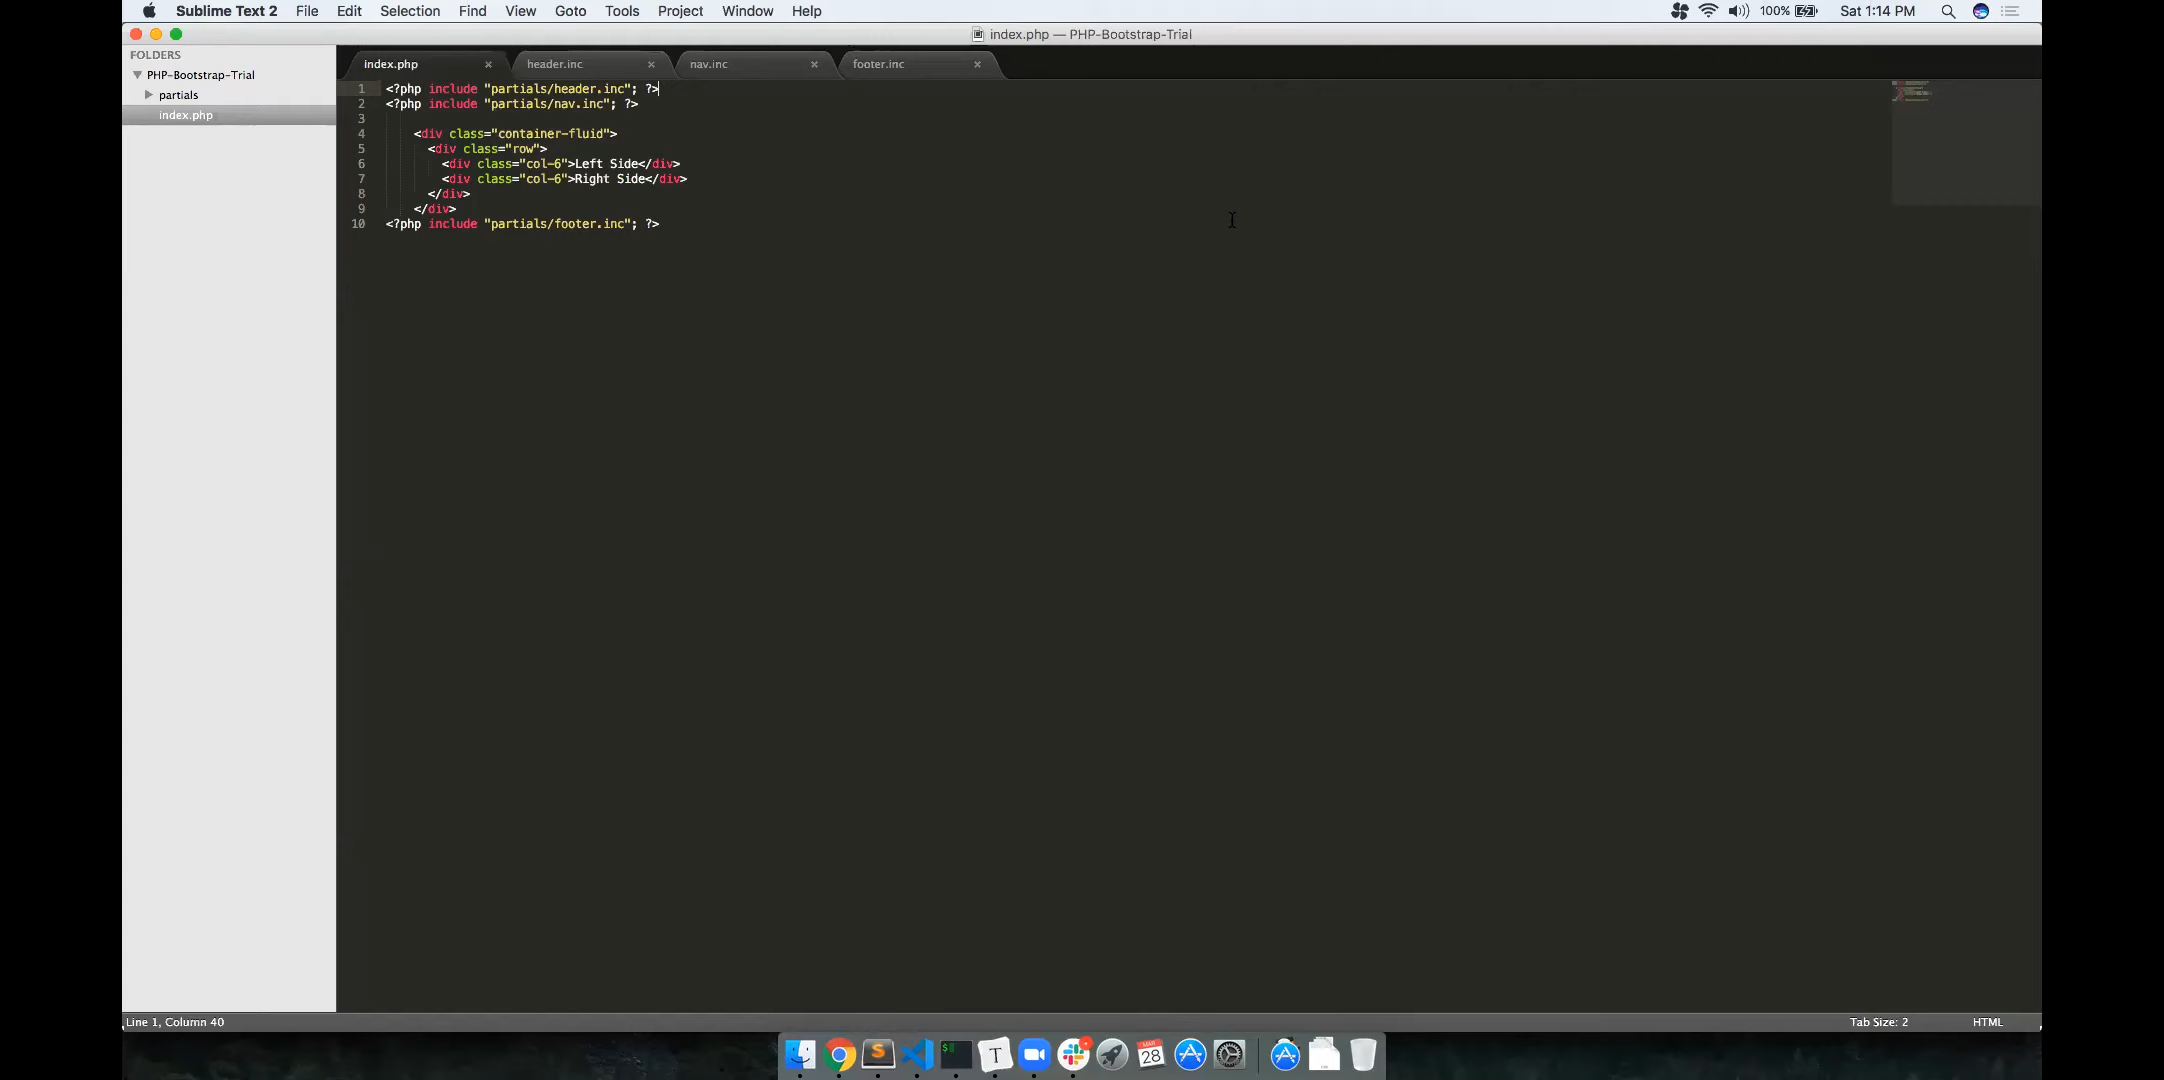 Sublime Text 2 File Edit Selection Find View Goto Tools Project Window Help 100% Sat 1:14 PM
index.php — PHP-Bootstrap-Trial
FOLDERS
PHP-Bootstrap-Trial
partials
index.php
index.php × header.inc × nav.inc × footer.inc ×
1 <?php include "partials/header.inc"; ?>
2 <?php include "partials/nav.inc"; ?>
3
4 <div class="container-fluid">
5 <div class="row">
6 <div class="col-6">Left Side</div>
7 <div class="col-6">Right Side</div>
8 </div>
9 </div>
10 <?php include "partials/footer.inc"; ?>
Line 1, Column 40 Tab Size: 2 HTML
S $ T MAR 28